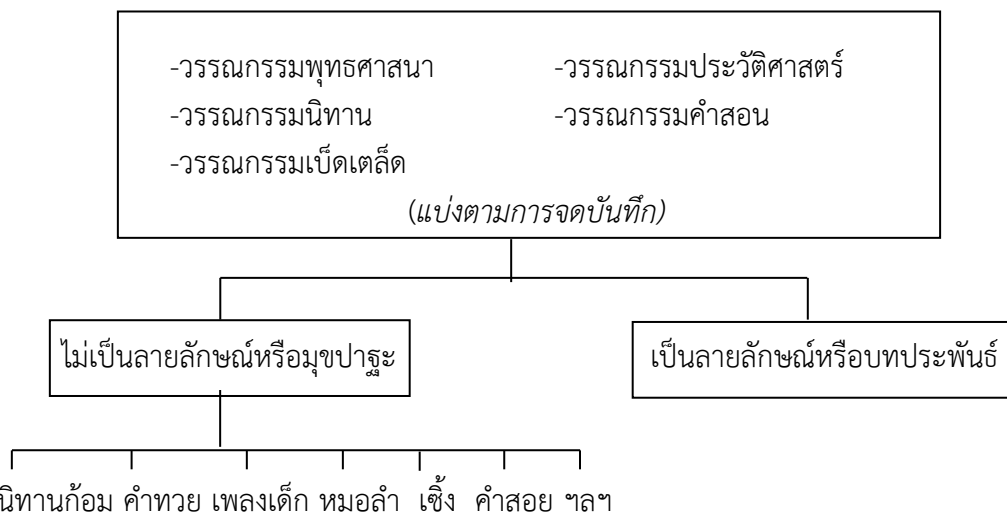 -วรรณกรรมพุทธศาสนา -วรรณกรรมประวัติศาสตร์
-วรรณกรรมนิทาน -วรรณกรรมคำสอน
-วรรณกรรมเบ็ดเตล็ด
(แบ่งตามการจดบันทึก)
ไม่เป็นลายลักษณ์หรือมุขปาฐะ เป็นลายลักษณ์หรือบทประพันธ์
นิทานก้อม คำทวย เพลงเด็ก หมอลำ เซิ้ง คำสอย ฯลฯ